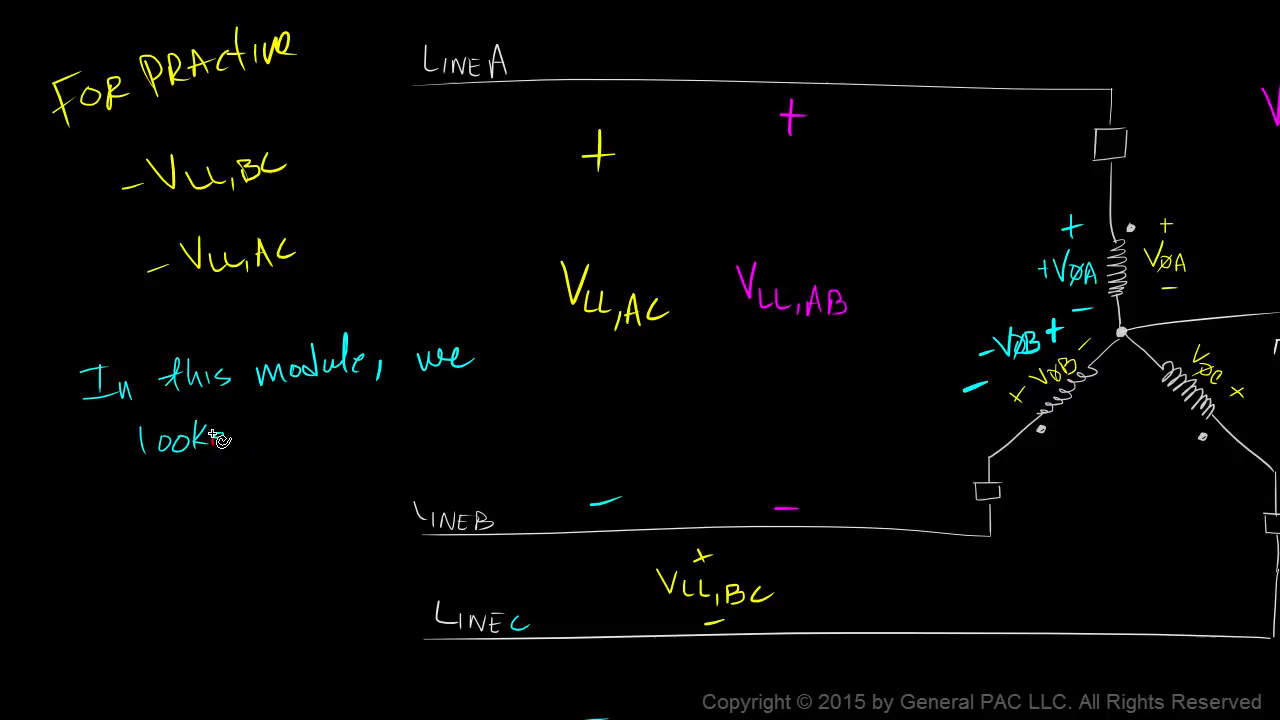 FOR PRACTICE
- VLL,BC
- VLL,AC
In this module, we
look
LINE A
+
+
VLL,AC
VLL,AB
+
+VØA
-
+
VØA
-
-VØB +
-
+ VØB -
VØC +
-
-
LINE B
+
VLL,BC
-
LINE C
Copyright © 2015 by General PAC LLC. All Rights Reserved